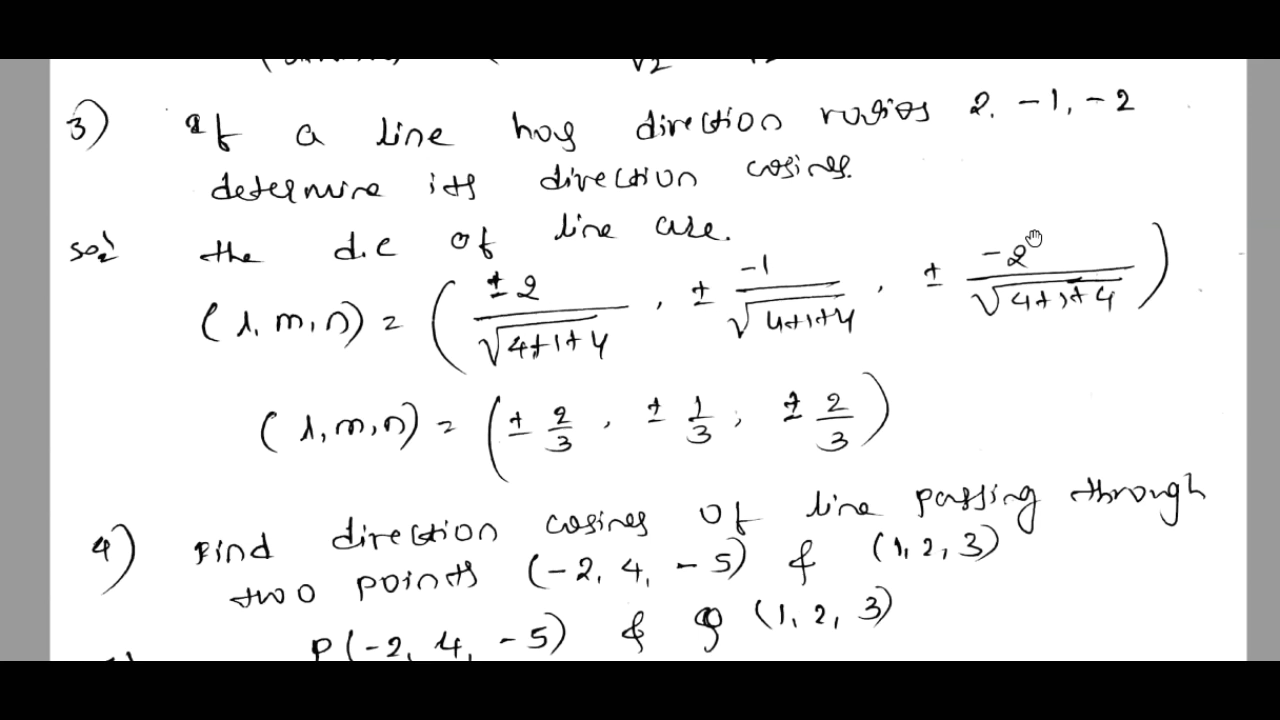 3) If a line has direction ratios 2, -1, -2
determine its direction cosines.
Sol: the d.c of line are.
(l, m, n) = ( ± 2/√4+1+4 , ± -1/√4+1+4 , ± -2/√4+1+4 )
(l, m, n) = ( ± 2/3 , ± 1/3 , ± 2/3 )
4) Find direction cosines of line passing through
two points (-2, 4, -5) & (1, 2, 3)
P(-2, 4, -5) & Q (1, 2, 3)